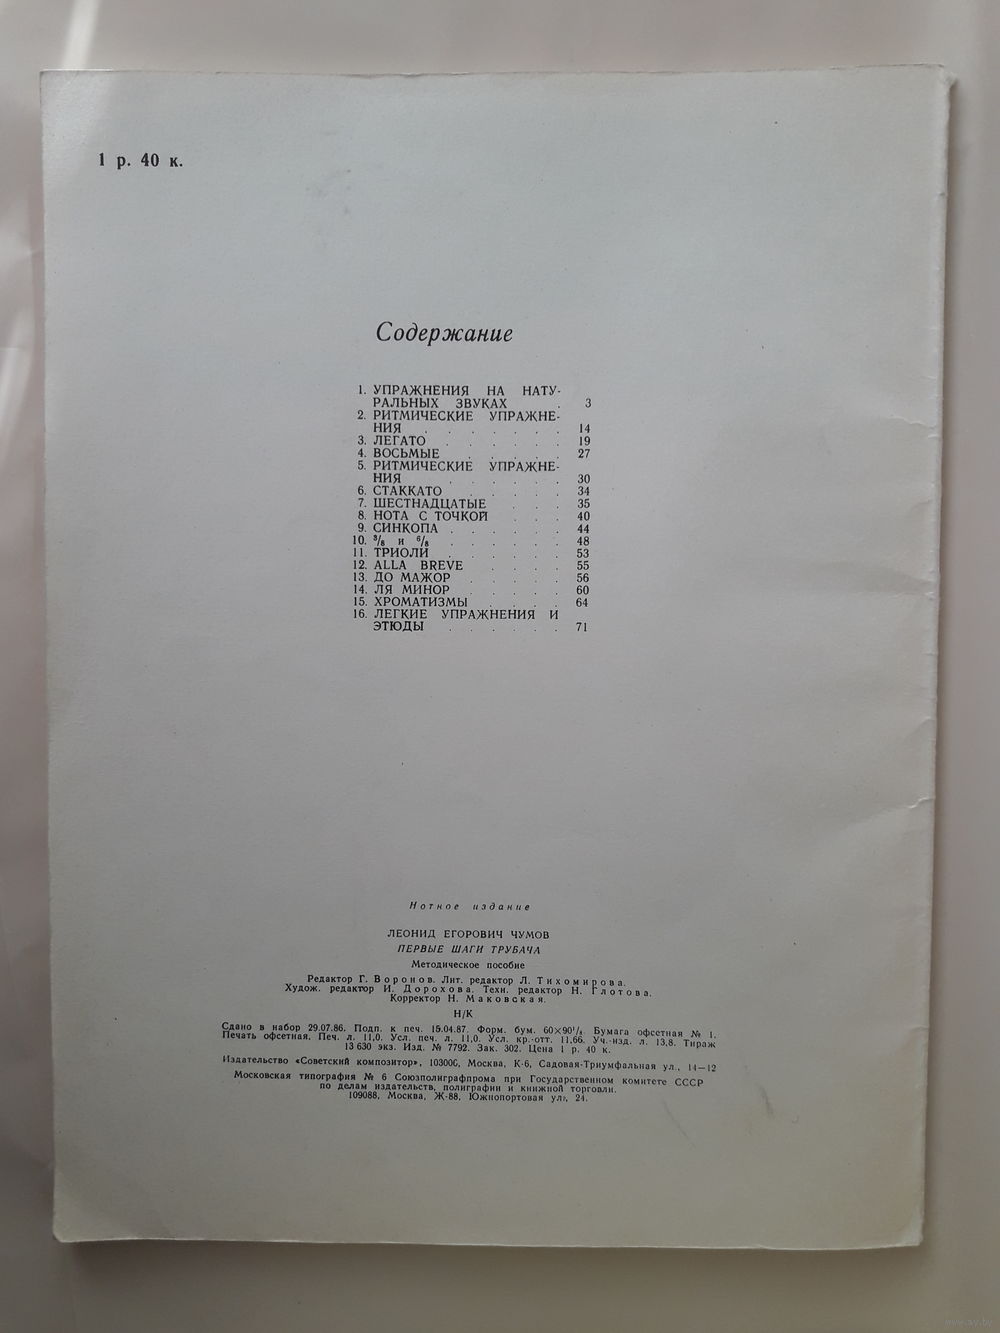 1 р. 40 к.
Содержание
1. УПРАЖНЕНИЯ НА НАТУ-
РАЛЬНЫХ ЗВУКАХ . 3
2. РИТМИЧЕСКИЕ УПРАЖНЕ-
НИЯ . . . . . . . 14
3. ЛЕГАТО . . . . . . 19
4. ВОСЬМЫЕ . . . . . 27
5. РИТМИЧЕСКИЕ УПРАЖНЕ-
НИЯ . . . . . . 30
6. СТАККАТО . . . . . 34
7. ШЕСТНАДЦАТЫЕ . . . 35
8. НОТА С ТОЧКОЙ . . . 40
9. СИНКОПА . . . . . . 44
10. 3/8 и 6/8 . . . . . . 48
11. ТРИОЛИ . . . . . . 53
12. ALLA BREVE . . . . 55
13. ДО МАЖОР . . . . . 56
14. ЛЯ МИНОР . . . . . 60
15. ХРОМАТИЗМЫ . . . . 64
16. ЛЕГКИЕ УПРАЖНЕНИЯ И
ЭТЮДЫ . . . . . . 71
Нотное издание
ЛЕОНИД ЕГОРОВИЧ ЧУМОВ
ПЕРВЫЕ ШАГИ ТРУБАЧА
Методическое пособие
Редактор Г. Воронов. Лит. редактор Л. Тихомирова.
Худож. редактор И. Дорохова. Техн. редактор Н. Глотова.
Корректор Н. Маковская.
Н/К
Сдано в набор 29.07.86. Подп. к печ. 15.04.87. Форм. бум. 60×90 1/8. Бумага офсетная № 1.
Печать офсетная. Печ. л. 11,0. Усл. печ. л. 11,0. Усл. кр.-отт. 11,66. Уч.-изд. л. 13,8. Тираж
13 630 экз. Изд. № 7792. Зак. 302. Цена 1 р. 40 к.
Издательство «Советский композитор», 103006, Москва, К-6, Садовая-Триумфальная ул., 14—12
Московская типография № 6 Союзполиграфпрома при Государственном комитете СССР
по делам издательств, полиграфии и книжной торговли.
109088, Москва, Ж-88, Южнопортовая ул., 24.
www.ay.by